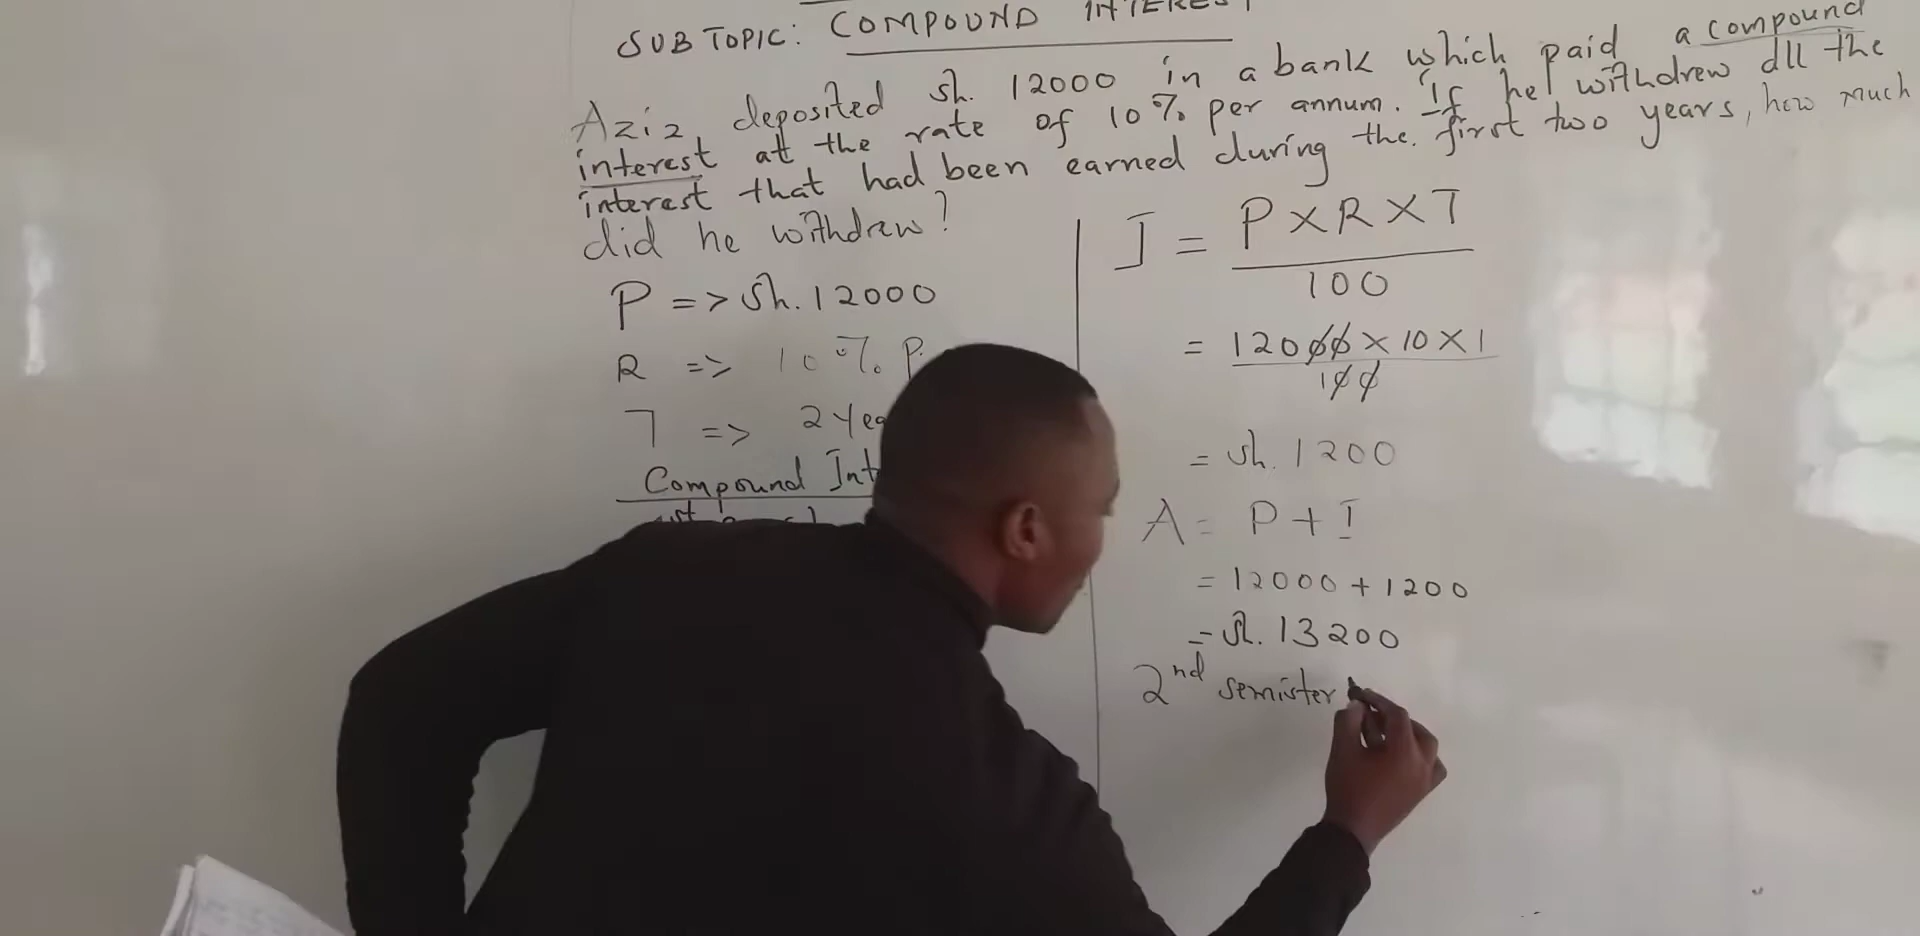 SUB TOPIC: COMPOUND INTEREST
Aziz deposited sh. 12000 in a bank which paid a compound
interest at the rate of 10% per annum. If he withdrew all the
interest that had been earned during the first two years, how much
did he withdraw?
P => Sh. 12000
R => 10% P.
T => 2 Yea
Compound Int
1st
I = P X R X T
100
= 12000 X 10 X 1
100
= sh. 1200
A = P + I
= 12000 + 1200
= Sh. 13200
2nd semister